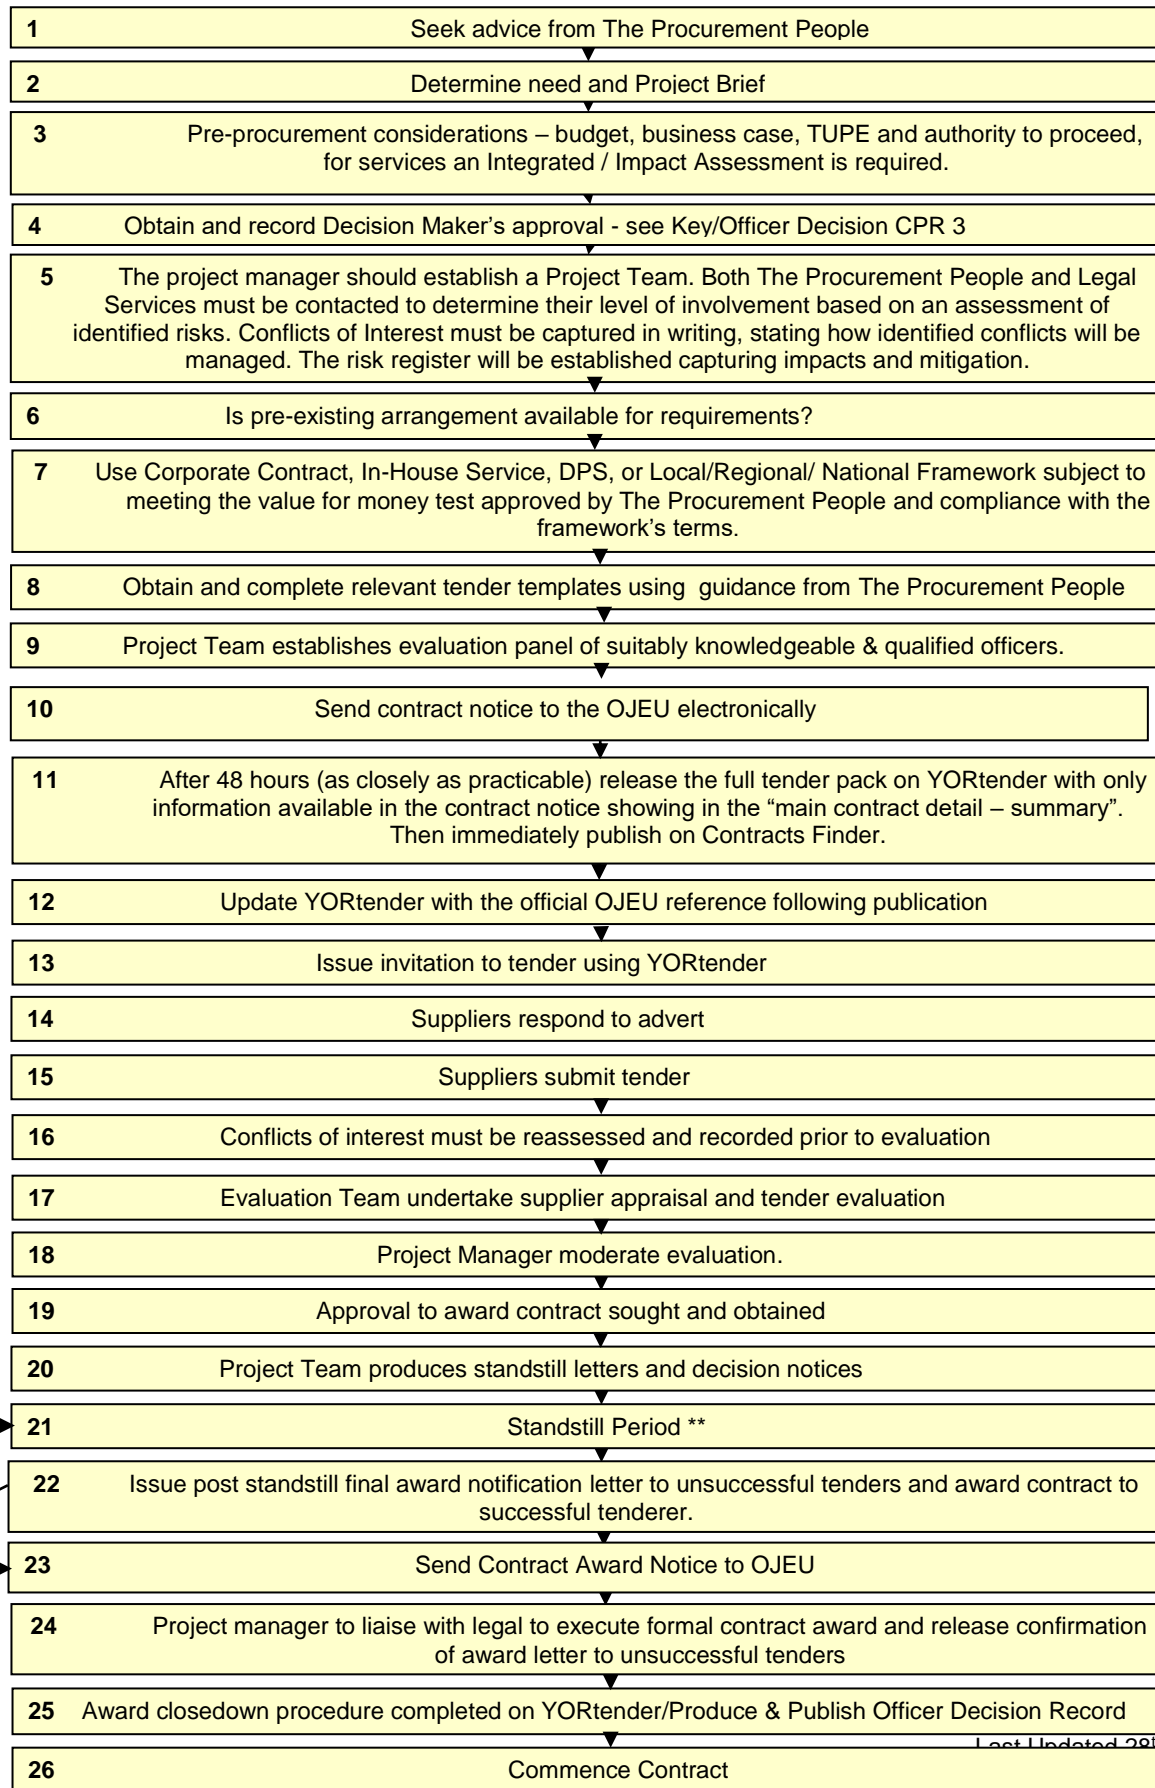 1 Seek advice from The Procurement People
2 Determine need and Project Brief
3 Pre-procurement considerations – budget, business case, TUPE and authority to proceed,
for services an Integrated / Impact Assessment is required.
4 Obtain and record Decision Maker's approval - see Key/Officer Decision CPR 3
5 The project manager should establish a Project Team. Both The Procurement People and Legal
Services must be contacted to determine their level of involvement based on an assessment of
identified risks. Conflicts of Interest must be captured in writing, stating how identified conflicts will be
managed. The risk register will be established capturing impacts and mitigation.
6 Is pre-existing arrangement available for requirements?
7 Use Corporate Contract, In-House Service, DPS, or Local/Regional/ National Framework subject to
meeting the value for money test approved by The Procurement People and compliance with the
framework's terms.
8 Obtain and complete relevant tender templates using guidance from The Procurement People
9 Project Team establishes evaluation panel of suitably knowledgeable & qualified officers.
10 Send contract notice to the OJEU electronically
11 After 48 hours (as closely as practicable) release the full tender pack on YORtender with only
information available in the contract notice showing in the “main contract detail – summary”.
Then immediately publish on Contracts Finder.
12 Update YORtender with the official OJEU reference following publication
13 Issue invitation to tender using YORtender
14 Suppliers respond to advert
15 Suppliers submit tender
16 Conflicts of interest must be reassessed and recorded prior to evaluation
17 Evaluation Team undertake supplier appraisal and tender evaluation
18 Project Manager moderate evaluation.
19 Approval to award contract sought and obtained
20 Project Team produces standstill letters and decision notices
21 Standstill Period **
22 Issue post standstill final award notification letter to unsuccessful tenders and award contract to
successful tenderer.
23 Send Contract Award Notice to OJEU
24 Project manager to liaise with legal to execute formal contract award and release confirmation
of award letter to unsuccessful tenders
25 Award closedown procedure completed on YORtender/Produce & Publish Officer Decision Record
Last Updated 28
26 Commence Contract